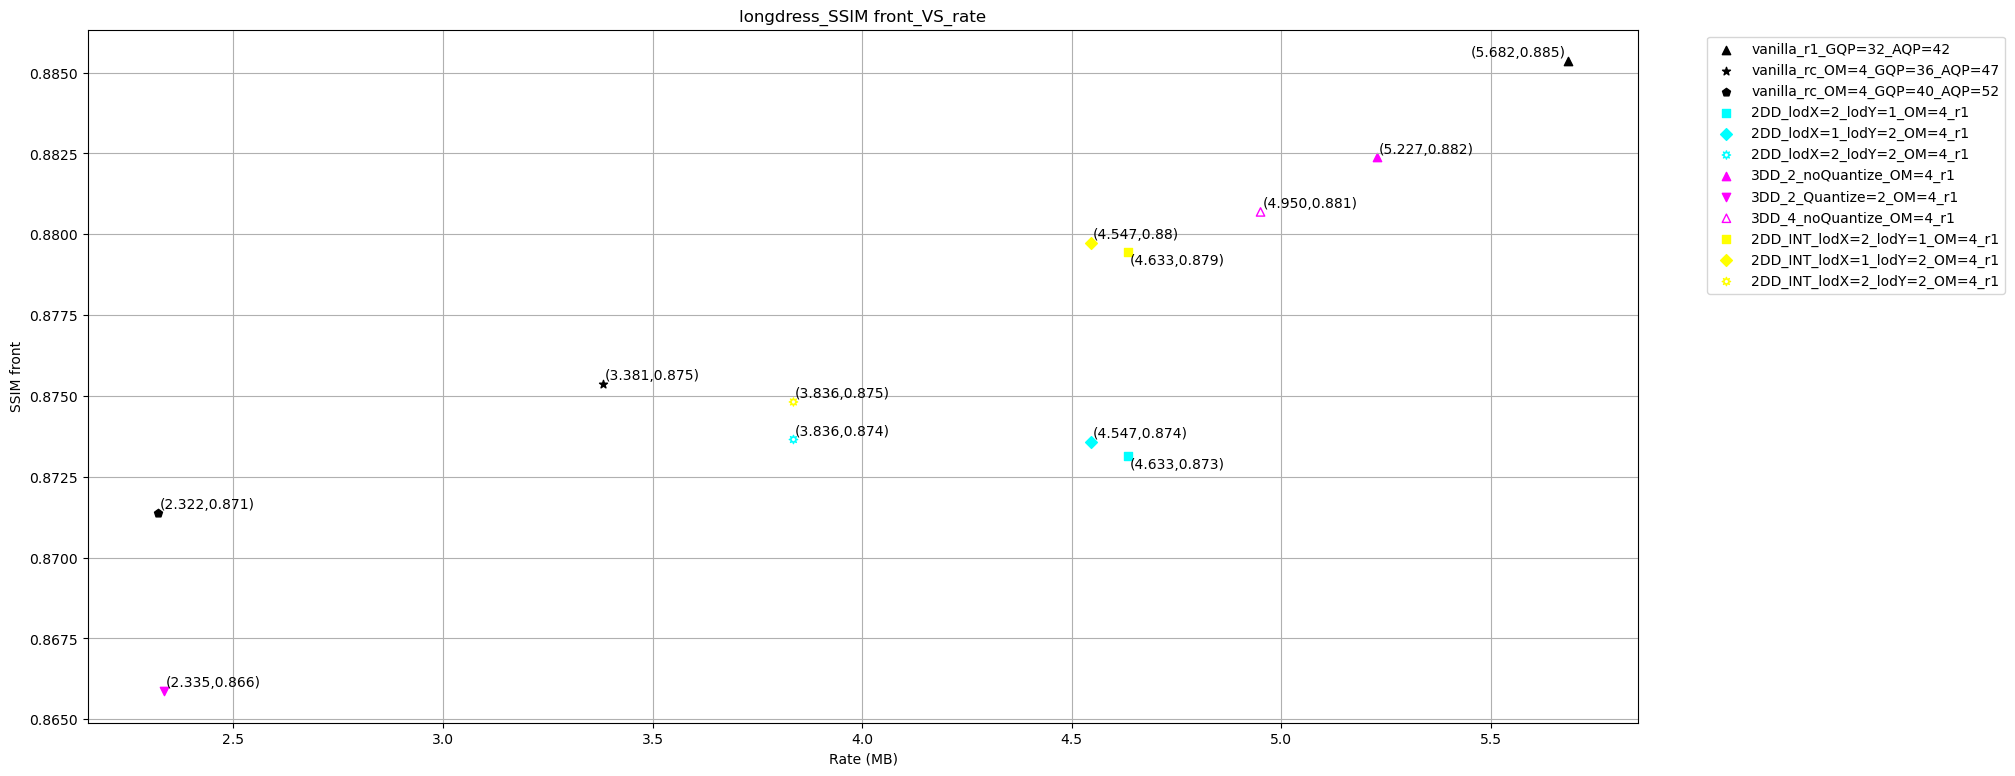 longdress_SSIM front_VS_rate
0.8850
0.8825
0.8800
0.8775
0.8750
0.8725
0.8700
0.8675
0.8650
SSIM front
(5.682,0.885)
(5.227,0.882)
(4.950,0.881)
(4.547,0.88)
(4.633,0.879)
(3.381,0.875)
(3.836,0.875)
(3.836,0.874)
(4.547,0.874)
(4.633,0.873)
(2.322,0.871)
(2.335,0.866)
2.5 3.0 3.5 4.0 4.5 5.0 5.5
Rate (MB)
vanilla_r1_GQP=32_AQP=42
vanilla_rc_OM=4_GQP=36_AQP=47
vanilla_rc_OM=4_GQP=40_AQP=52
2DD_lodX=2_lodY=1_OM=4_r1
2DD_lodX=1_lodY=2_OM=4_r1
2DD_lodX=2_lodY=2_OM=4_r1
3DD_2_noQuantize_OM=4_r1
3DD_2_Quantize=2_OM=4_r1
3DD_4_noQuantize_OM=4_r1
2DD_INT_lodX=2_lodY=1_OM=4_r1
2DD_INT_lodX=1_lodY=2_OM=4_r1
2DD_INT_lodX=2_lodY=2_OM=4_r1